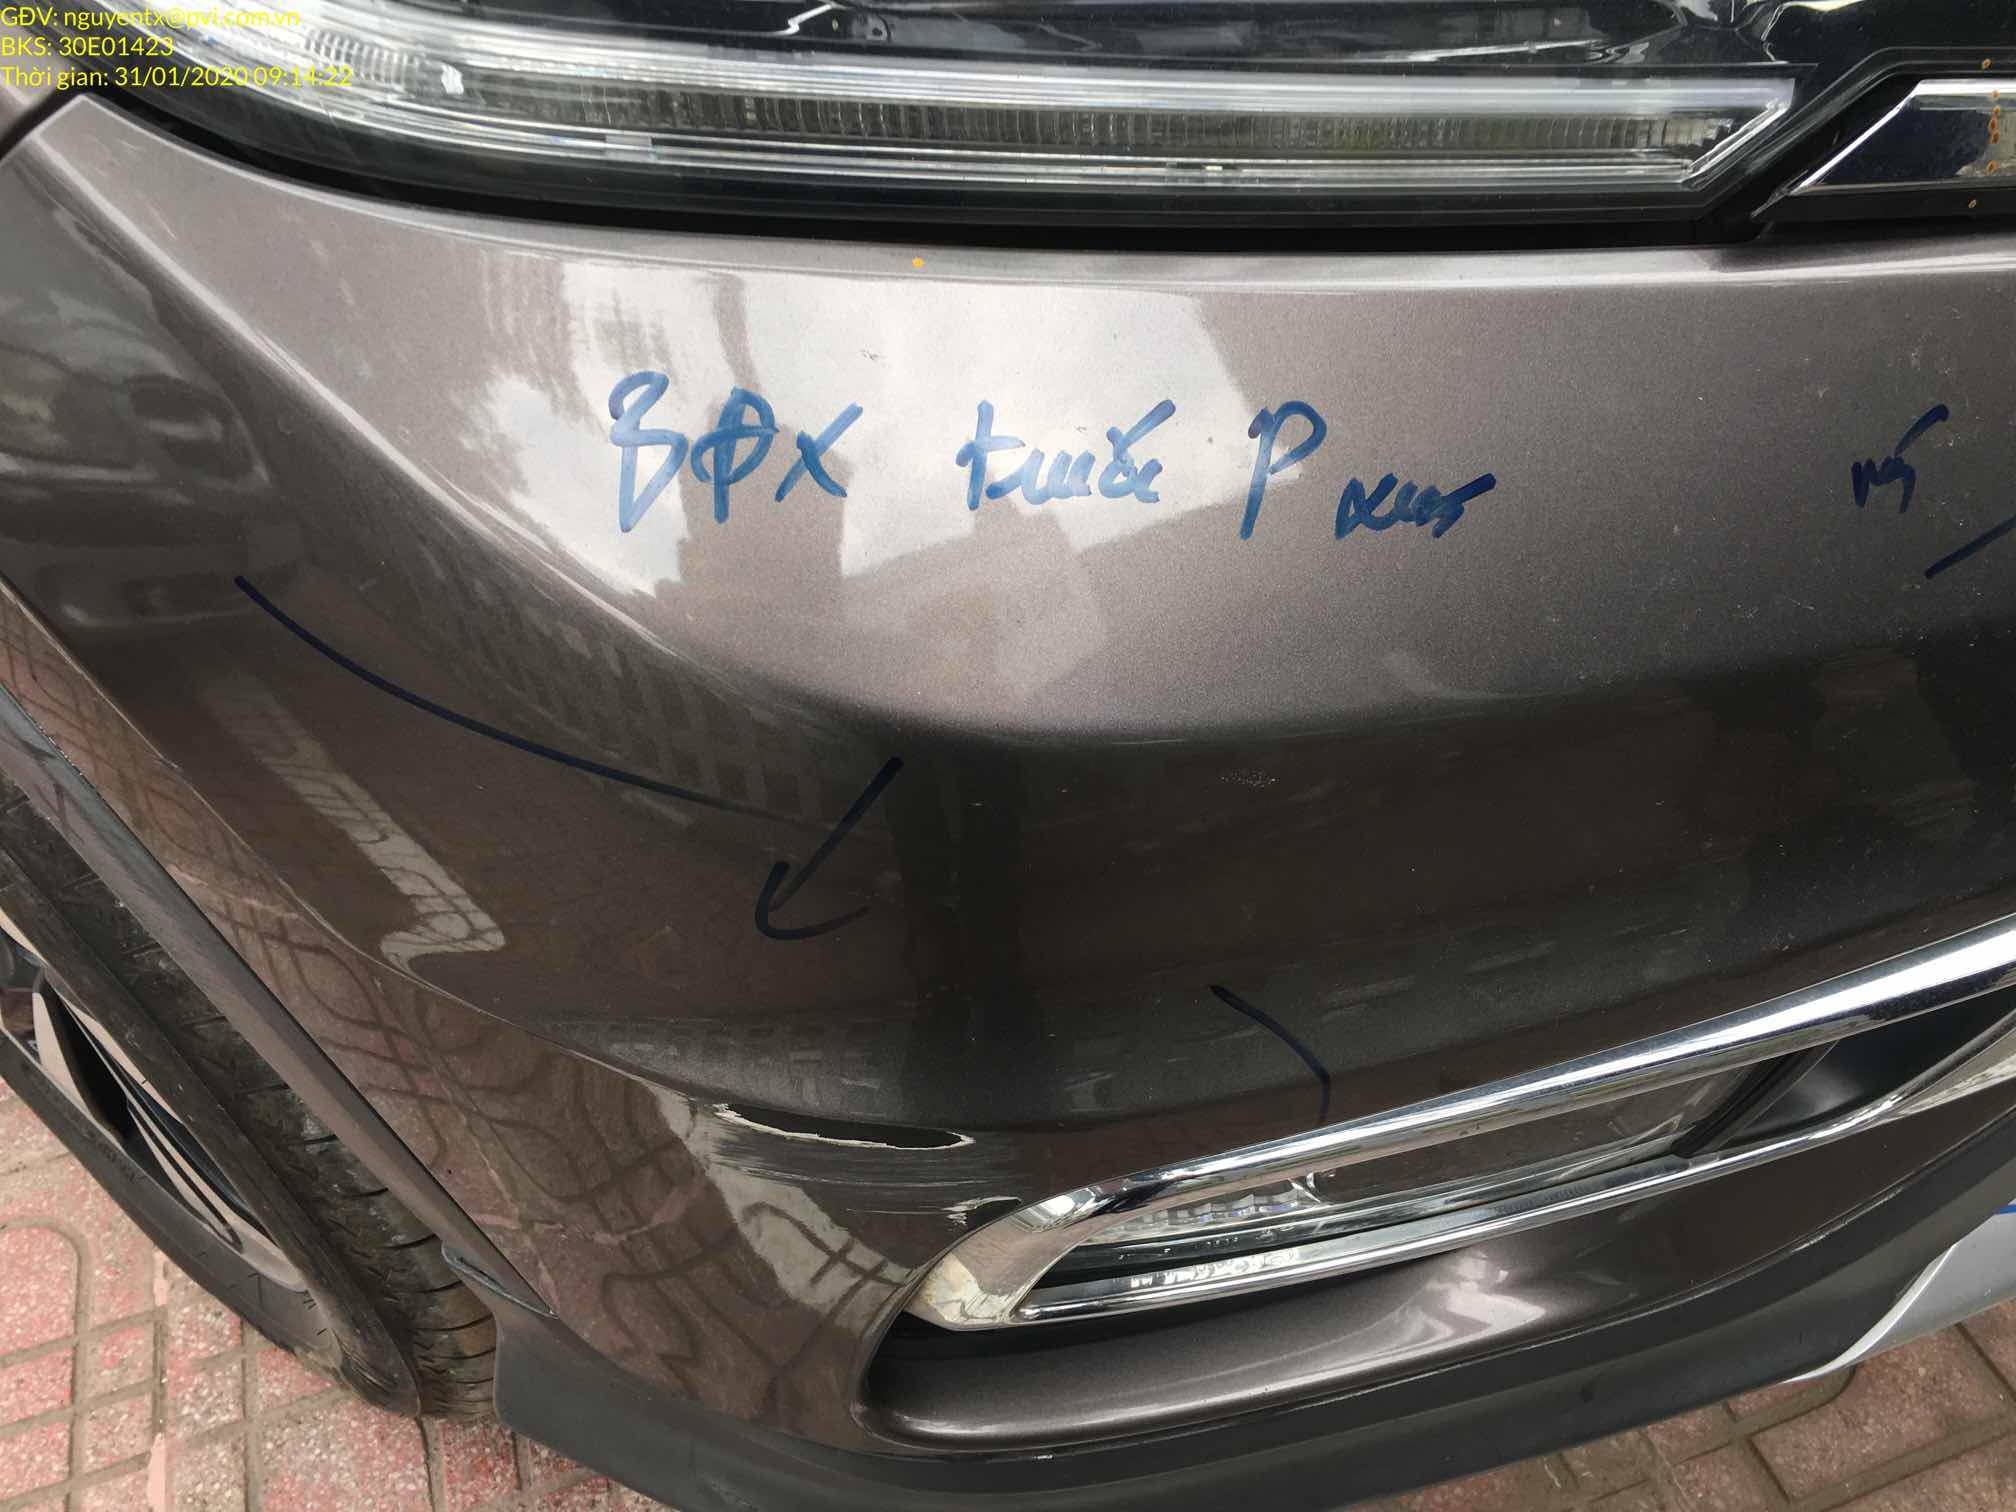 GĐV: nguyentx@pvi.com.vn
BKS: 30E01423
Thời gian: 31/01/2020 09:14:22
BĐX trước P